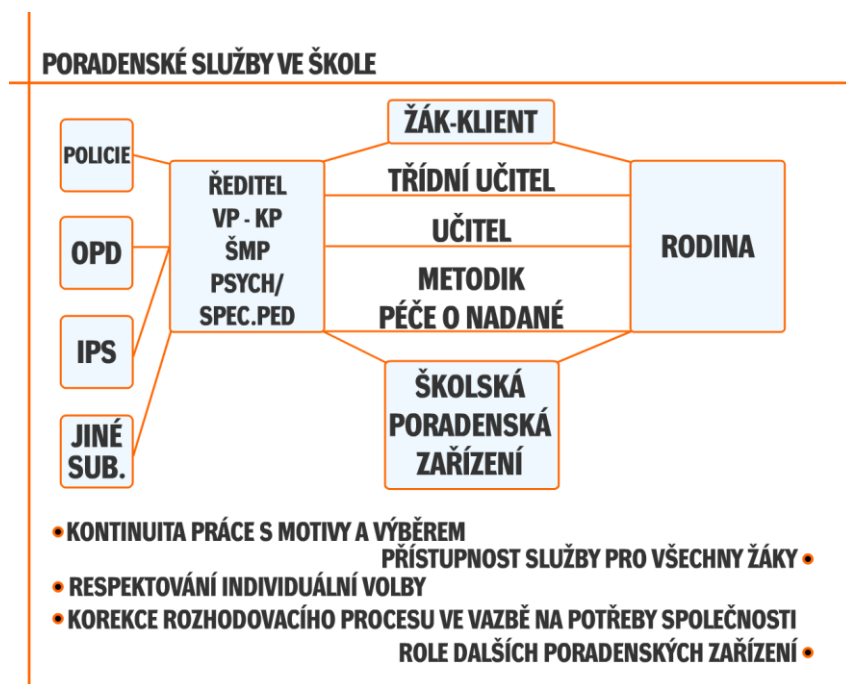 PORADENSKÉ SLUŽBY VE ŠKOLE
ŽÁK-KLIENT
POLICIE
OPD
IPS
JINÉ
SUB.
ŘEDITEL
VP - KP
ŠMP
PSYCH/
SPEC.PED
TŘÍDNÍ UČITEL
UČITEL
METODIK
PÉČE O NADANÉ
RODINA
ŠKOLSKÁ
PORADENSKÁ
ZAŘÍZENÍ
• KONTINUITA PRÁCE S MOTIVY A VÝBĚREM
PŘÍSTUPNOST SLUŽBY PRO VŠECHNY ŽÁKY •
• RESPEKTOVÁNÍ INDIVIDUÁLNÍ VOLBY
• KOREKCE ROZHODOVACÍHO PROCESU VE VAZBĚ NA POTŘEBY SPOLEČNOSTI
ROLE DALŠÍCH PORADENSKÝCH ZAŘÍZENÍ •